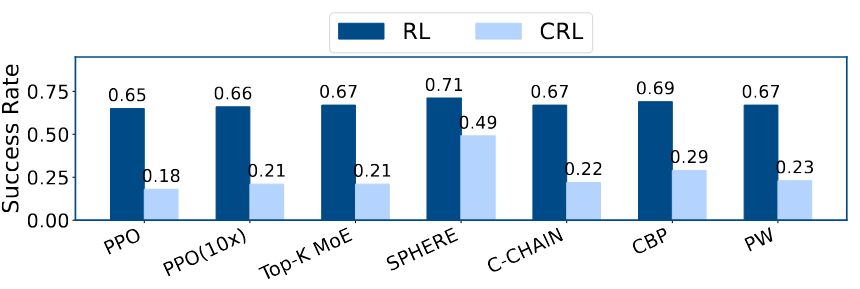 RL CRL
Success Rate
0.75
0.50
0.25
0.00
0.65 0.18 0.66 0.21 0.67 0.21 0.71 0.49 0.67 0.22 0.69 0.29 0.67 0.23
PPO PPO(10x) Top-K MoE SPHERE C-CHAIN CBP PW